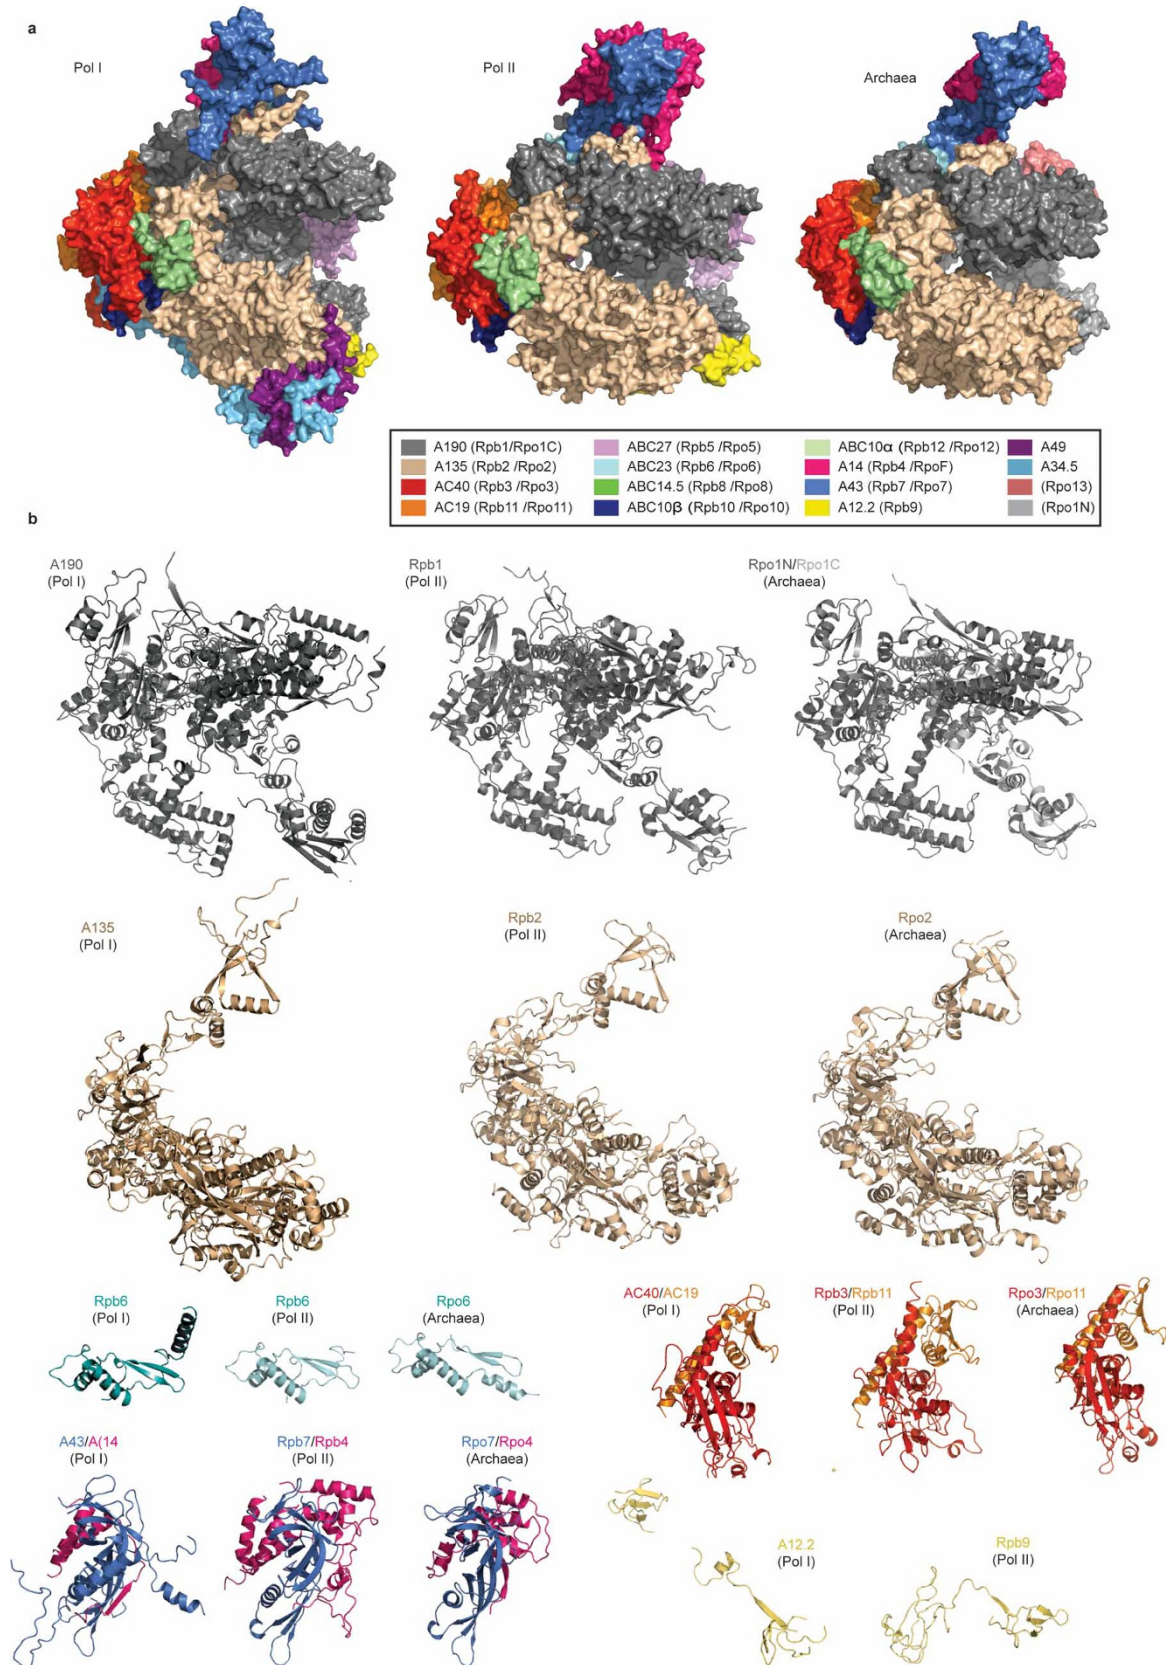 a
Pol I
Pol II
Archaea
A190 (Rpb1/Rpo1C)
ABC27 (Rpb5 /Rpo5)
ABC10α (Rpb12 /Rpo12)
A49
A135 (Rpb2 /Rpo2)
ABC23 (Rpb6 /Rpo6)
A14 (Rpb4 /RpoF)
A34.5
AC40 (Rpb3 /Rpo3)
ABC14.5 (Rpb8 /Rpo8)
A43 (Rpb7 /Rpo7)
(Rpo13)
AC19 (Rpb11 /Rpo11)
ABC10β (Rpb10 /Rpo10)
A12.2 (Rpb9)
(Rpo1N)
b
A190
(Pol I)
Rpb1
(Pol II)
Rpo1N/Rpo1C
(Archaea)
A135
(Pol I)
Rpb2
(Pol II)
Rpo2
(Archaea)
Rpb6
(Pol I)
Rpb6
(Pol II)
Rpo6
(Archaea)
AC40/AC19
(Pol I)
Rpb3/Rpb11
(Pol II)
Rpo3/Rpo11
(Archaea)
A43/A(14
(Pol I)
Rpb7/Rpb4
(Pol II)
Rpo7/Rpo4
(Archaea)
A12.2
(Pol I)
Rpb9
(Pol II)